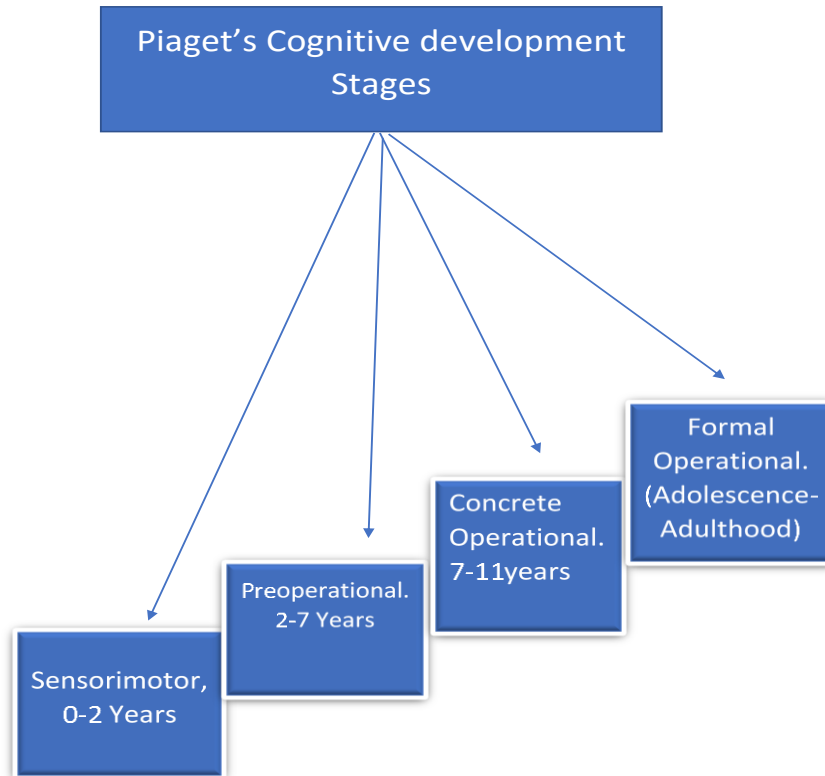 Piaget’s Cognitive development
Stages
Formal
Operational.
(Adolescence-
Adulthood)
Concrete
Operational.
7-11years
Preoperational.
2-7 Years
Sensorimotor,
0-2 Years